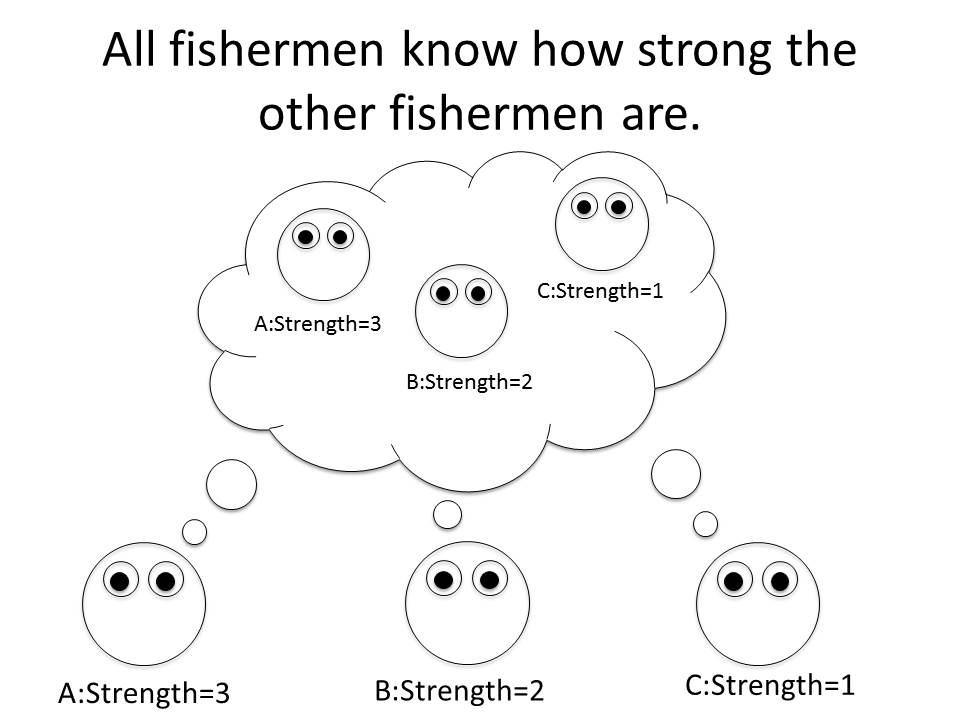 All fishermen know how strong the
other fishermen are.
C:Strength=1
A:Strength=3
B:Strength=2
A:Strength=3
B:Strength=2
C:Strength=1